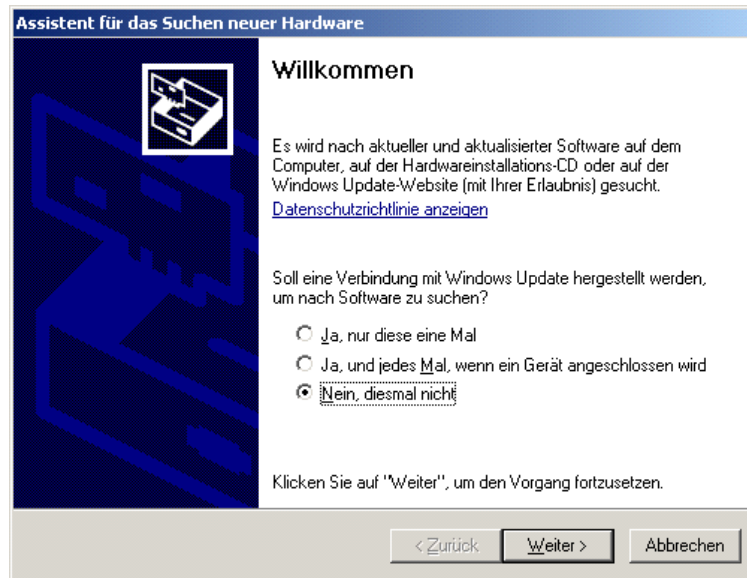 Assistent für das Suchen neuer Hardware
Willkommen
Es wird nach aktueller und aktualisierter Software auf dem
Computer, auf der Hardwareinstallations-CD oder auf der
Windows Update-Website (mit Ihrer Erlaubnis) gesucht.
Datenschutzrichtlinie anzeigen
Soll eine Verbindung mit Windows Update hergestellt werden,
um nach Software zu suchen?
Ja, nur diese eine Mal
Ja, und jedes Mal, wenn ein Gerät angeschlossen wird
Nein, diesmal nicht
Klicken Sie auf "Weiter", um den Vorgang fortzusetzen.
< Zurück Weiter > Abbrechen